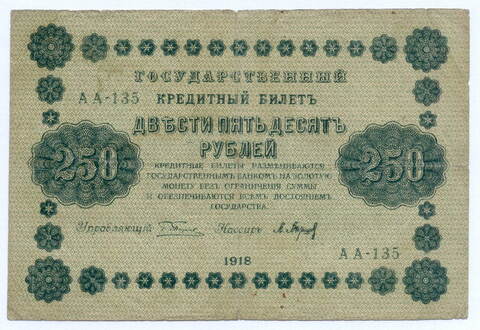 ГОСУДАРСТВЕННЫЙ
АА-135 КРЕДИТНЫЙ БИЛЕТЪ
ДВѢСТИ ПЯТЬДЕСЯТЪ
РУБЛЕЙ
250 250
КРЕДИТНЫЕ БИЛЕТЫ РАЗМѢНИВАЮТСЯ
ГОСУДАРСТВЕННЫМЪ БАНКОМЪ НА ЗОЛОТУЮ
МОНЕТУ БЕЗЪ ОГРАНИЧЕНІЯ СУММЫ
И ОБЕЗПЕЧИВАЮТСЯ ВСѢМЪ ДОСТОЯНІЕМЪ
ГОСУДАРСТВА.
Управляющій Кассиръ
АА-135
1918